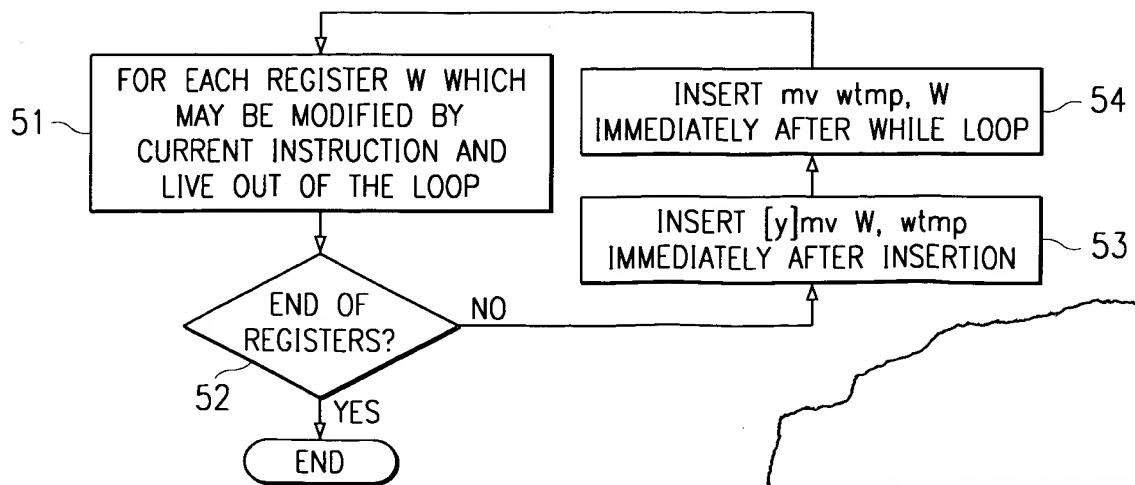 51
FOR EACH REGISTER W WHICH
MAY BE MODIFIED BY
CURRENT INSTRUCTION AND
LIVE OUT OF THE LOOP
INSERT mv wtmp, W
IMMEDIATELY AFTER WHILE LOOP
54
INSERT [y]mv W, wtmp
IMMEDIATELY AFTER INSERTION
53
END OF
REGISTERS?
NO
52
YES
END